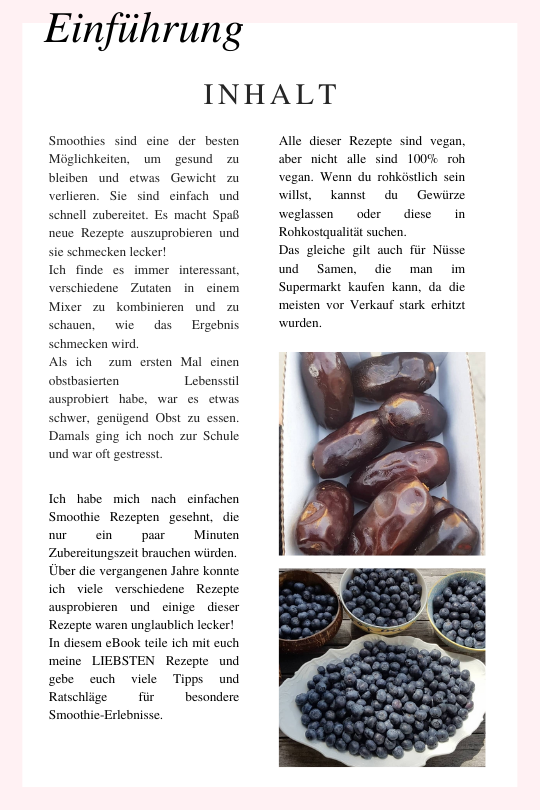 Einführung
INHALT
Smoothies sind eine der besten
Möglichkeiten, um gesund zu
bleiben und etwas Gewicht zu
verlieren. Sie sind einfach und
schnell zubereitet. Es macht Spaß
neue Rezepte auszuprobieren und
sie schmecken lecker!
Ich finde es immer interessant,
verschiedene Zutaten in einem
Mixer zu kombinieren und zu
schauen, wie das Ergebnis
schmecken wird.
Als ich zum ersten Mal einen
obstbasierten Lebensstil
ausprobiert habe, war es etwas
schwer, genügend Obst zu essen.
Damals ging ich noch zur Schule
und war oft gestresst.
Ich habe mich nach einfachen
Smoothie Rezepten gesehnt, die
nur ein paar Minuten
Zubereitungszeit brauchen würden.
Über die vergangenen Jahre konnte
ich viele verschiedene Rezepte
ausprobieren und einige dieser
Rezepte waren unglaublich lecker!
In diesem eBook teile ich mit euch
meine LIEBSTEN Rezepte und
gebe euch viele Tipps und
Ratschläge für besondere
Smoothie-Erlebnisse.
Alle dieser Rezepte sind vegan,
aber nicht alle sind 100% roh
vegan. Wenn du rohköstlich sein
willst, kannst du Gewürze
weglassen oder diese in
Rohkostqualität suchen.
Das gleiche gilt auch für Nüsse
und Samen, die man im
Supermarkt kaufen kann, da die
meisten vor Verkauf stark erhitzt
wurden.